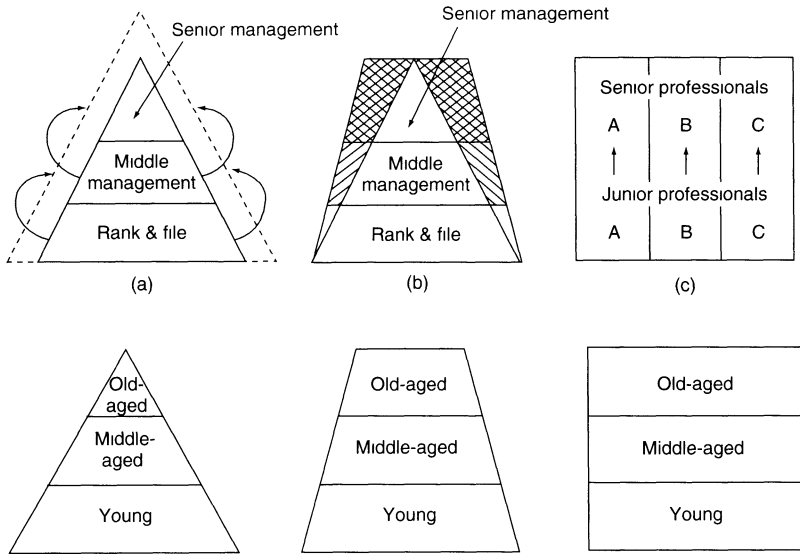 Senior management
Middle
management
Rank & file
(a)
Senior management
Middle
management
Rank & file
(b)
Senior professionals
A B C
Junior professionals
A B C
(c)
Old-
aged
Middle-
aged
Young
Old-aged
Middle-aged
Young
Old-aged
Middle-aged
Young